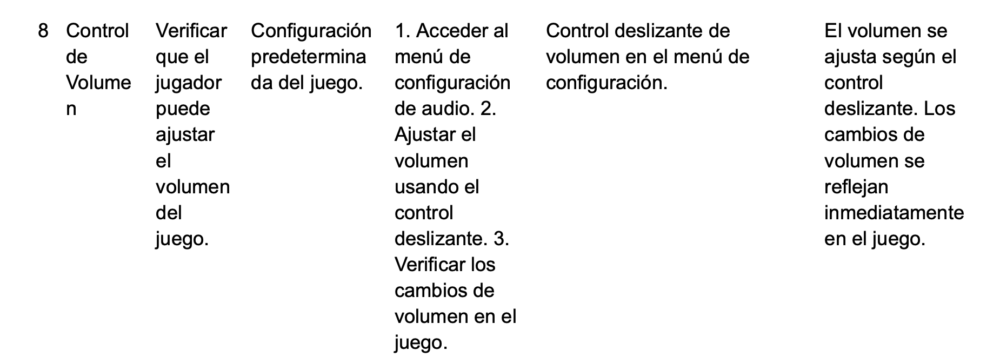 8
Control
de
Volume
n
Verificar
que el
jugador
puede
ajustar
el
volumen
del
juego.
Configuración
predetermina
da del juego.
1. Acceder al
menú de
configuración
de audio. 2.
Ajustar el
volumen
usando el
control
deslizante. 3.
Verificar los
cambios de
volumen en el
juego.
Control deslizante de
volumen en el menú de
configuración.
El volumen se
ajusta según el
control
deslizante. Los
cambios de
volumen se
reflejan
inmediatamente
en el juego.